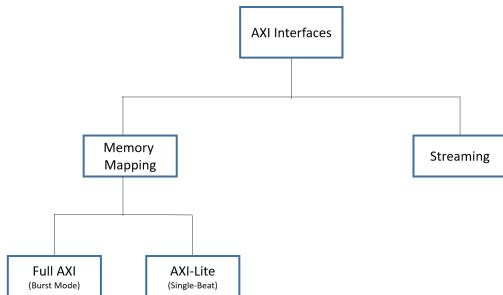 AXI Interfaces
Memory
Mapping
Streaming
Full AXI
(Burst Mode)
AXI-Lite
(Single-Beat)